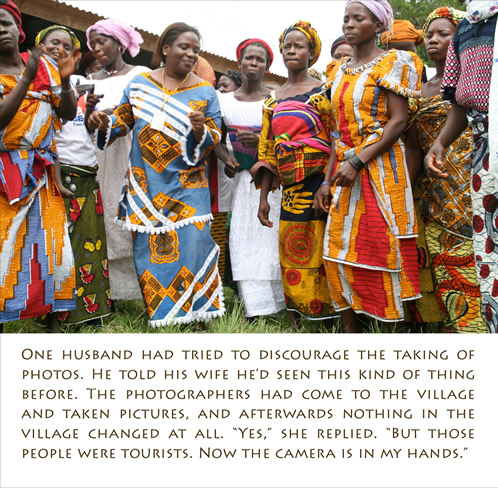 One husband had tried to discourage the taking of
photos. He told his wife he'd seen this kind of thing
before. The photographers had come to the village
and taken pictures, and afterwards nothing in the
village changed at all. “Yes,” she replied. “But those
people were tourists. Now the camera is in my hands.”